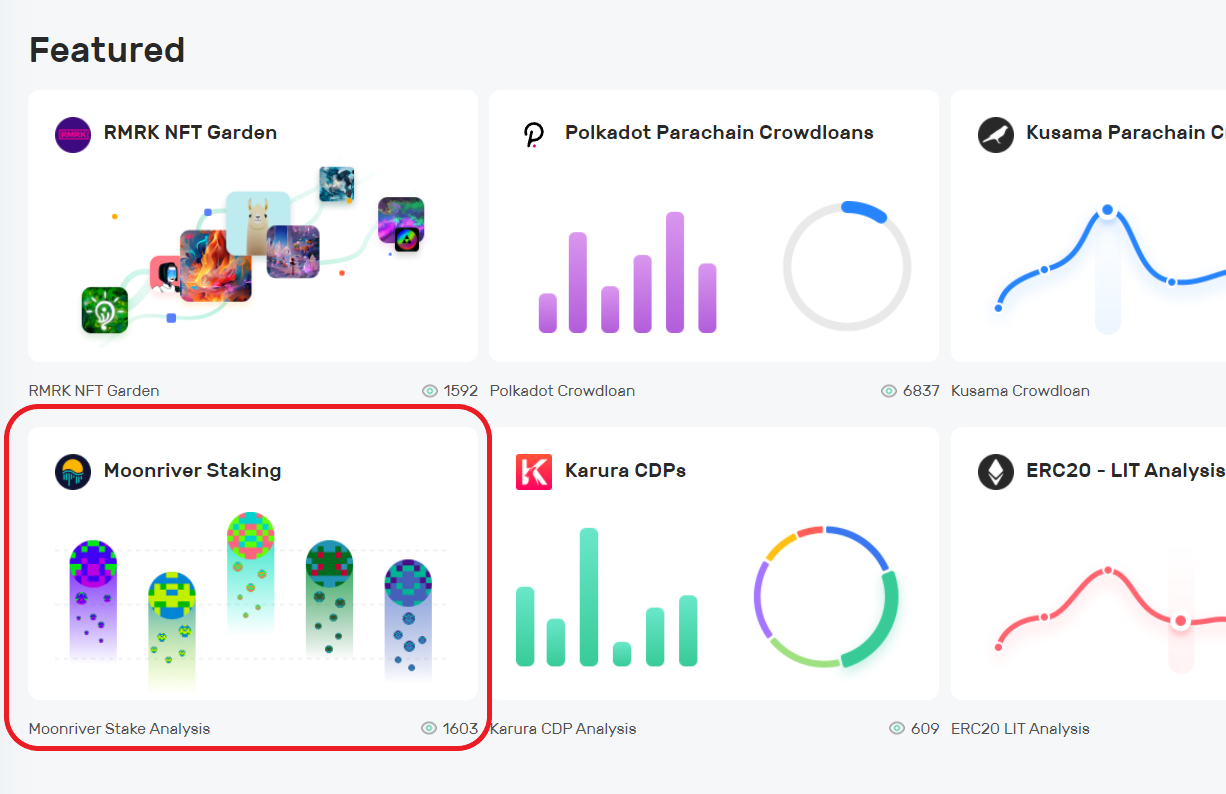 Featured
RMRK
RMRK NFT Garden
Polkadot Parachain Crowdloans
Kusama Parachain C
RMRK NFT Garden
1592
Polkadot Crowdloan
6837
Kusama Crowdloan
Moonriver Staking
Karura CDPs
ERC20 - LIT Analysis
Moonriver Stake Analysis
1603
Karura CDP Analysis
609
ERC20 LIT Analysis